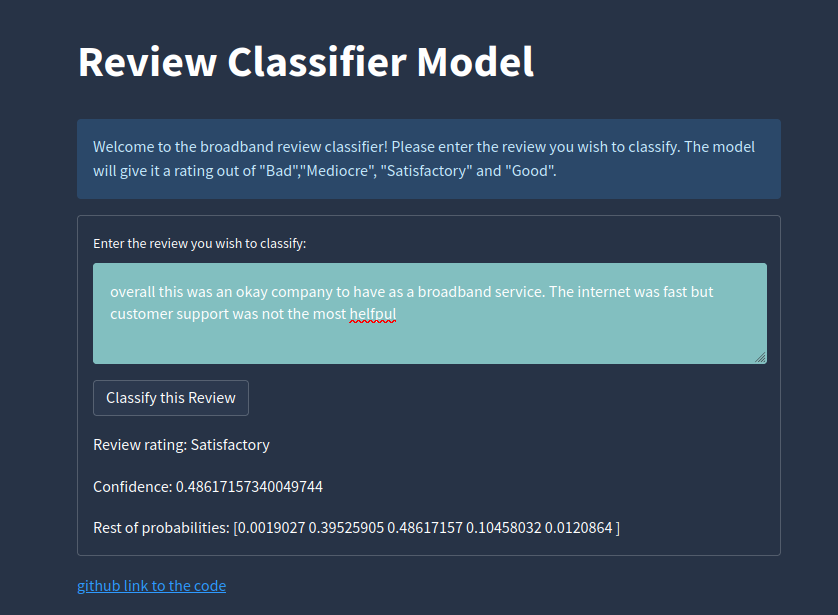 Review Classifier Model
Welcome to the broadband review classifier! Please enter the review you wish to classify. The model
will give it a rating out of "Bad","Mediocre", "Satisfactory" and "Good".
Enter the review you wish to classify:
overall this was an okay company to have as a broadband service. The internet was fast but
customer support was not the most helfpul
Classify this Review
Review rating: Satisfactory
Confidence: 0.48617157340049744
Rest of probabilities: [0.0019027 0.39525905 0.48617157 0.10458032 0.0120864 ]
github link to the code